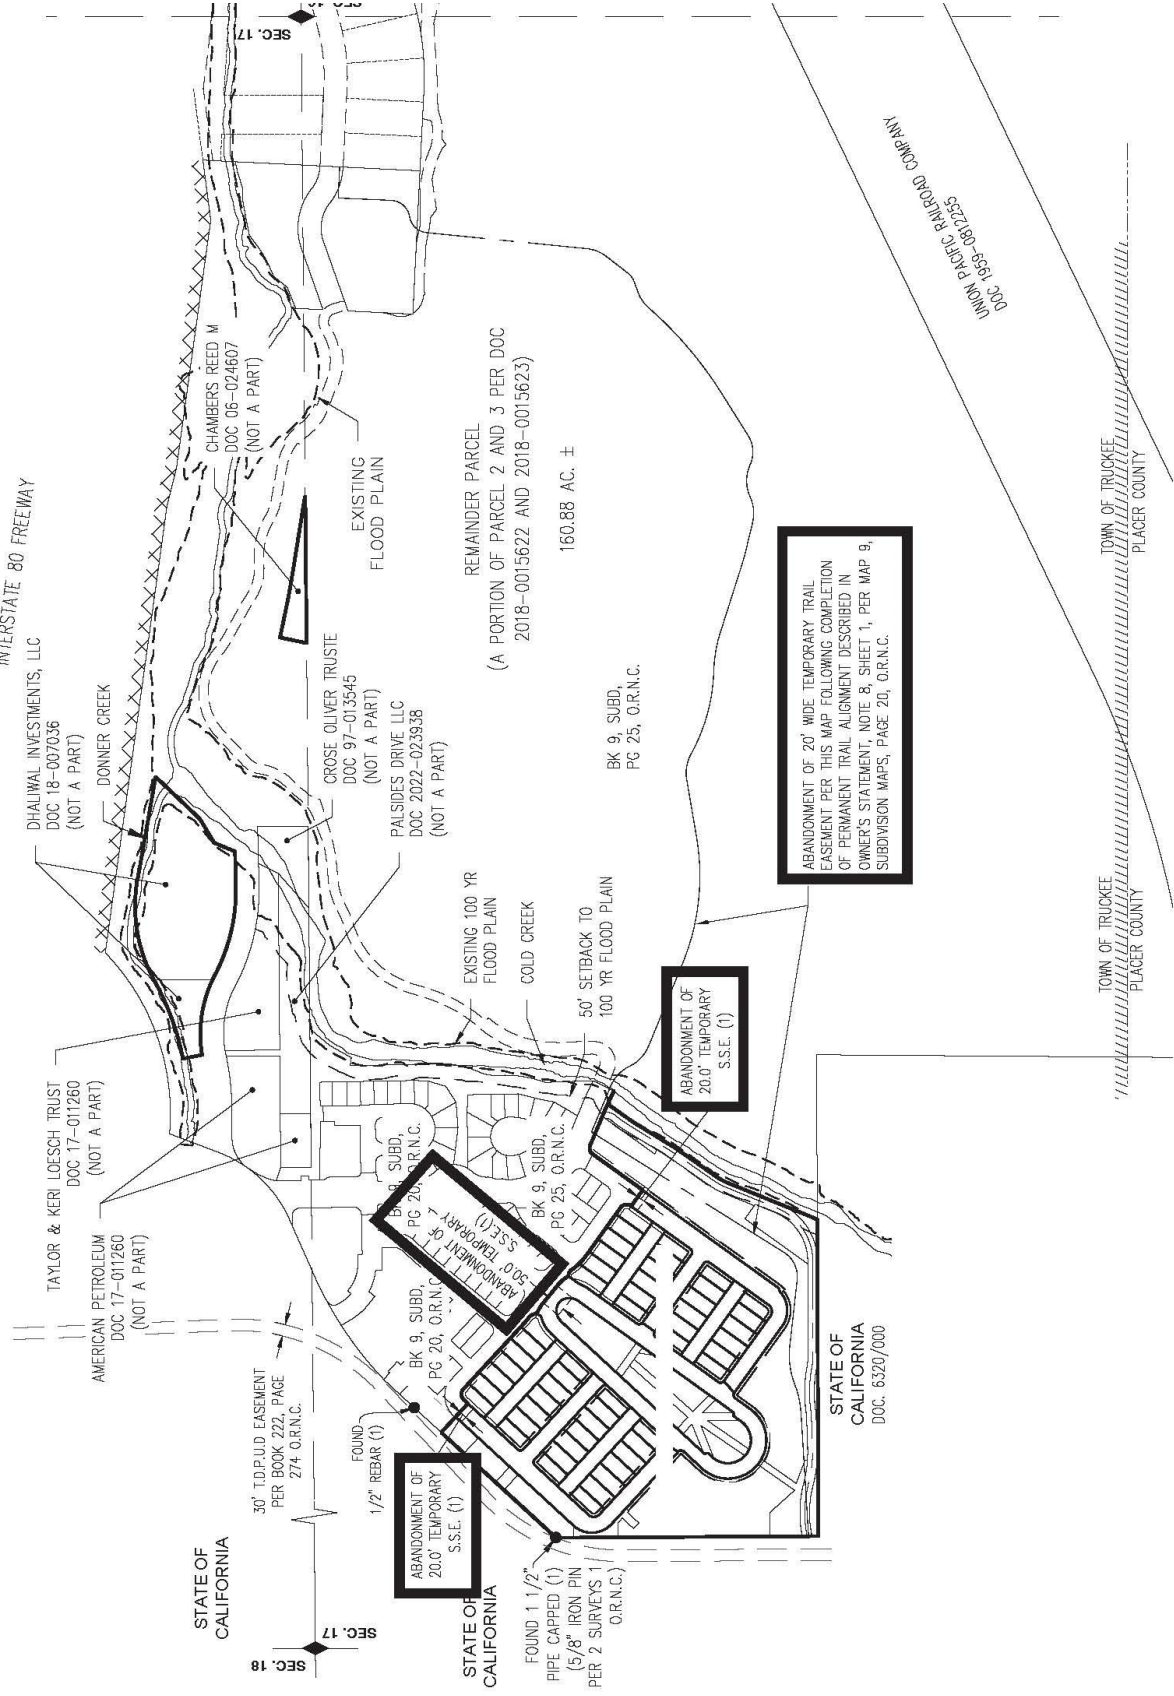 INTERSTATE 80 FREEWAY
DHALIWAL INVESTMENTS, LLC
DOC 18-007036
(NOT A PART)
DONNER CREEK
TAYLOR & KERI LOESCH TRUST
DOC 17-011260
(NOT A PART)
AMERICAN PETROLEUM
DOC 17-011260
(NOT A PART)
CHAMBERS REED M
DOC 06-024607
(NOT A PART)
SEC. 17
SEC. 16
EXISTING
FLOOD PLAIN
CROSE OLIVER TRUSTE
DOC 97-013545
(NOT A PART)
PALSIDES DRIVE LLC
DOC 2022-023938
(NOT A PART)
REMAINDER PARCEL
(A PORTION OF PARCEL 2 AND 3 PER DOC
2018-0015622 AND 2018-0015623)
160.88 AC. ±
BK 9, SUBD,
PG 25, O.R.N.C.
EXISTING 100 YR
FLOOD PLAIN
COLD CREEK
50' SETBACK TO
100 YR FLOOD PLAIN
STATE OF
CALIFORNIA
30' T.D.P.U.D EASEMENT
PER BOOK 222, PAGE
274 O.R.N.C.
SEC. 18
SEC. 17
FOUND
1/2" REBAR (1)
BK 9, SUBD,
PG 20, O.R.N.C.
BK 9, SUBD,
PG 20, O.R.N.C.
ABANDONMENT OF
50.0' TEMPORARY
S.S.E.(1)
BK 9, SUBD,
PG 25, O.R.N.C.
ABANDONMENT OF
20.0' TEMPORARY
S.S.E. (1)
STATE OF
CALIFORNIA
FOUND 1 1/2"
PIPE CAPPED (1)
(5/8" IRON PIN
PER 2 SURVEYS 1
O.R.N.C.)
ABANDONMENT OF
20.0' TEMPORARY
S.S.E. (1)
ABANDONMENT OF 20' WIDE TEMPORARY TRAIL
EASEMENT PER THIS MAP FOLLOWING COMPLETION
OF PERMANENT TRAIL ALIGNMENT DESCRIBED IN
OWNER'S STATEMENT, NOTE 8, SHEET 1, PER MAP 9,
SUBDIVISION MAPS, PAGE 20, O.R.N.C.
STATE OF
CALIFORNIA
DOC. 6320/000
UNION PACIFIC RAILROAD COMPANY
DOC 1959-0812255
TOWN OF TRUCKEE
PLACER COUNTY
TOWN OF TRUCKEE
PLACER COUNTY